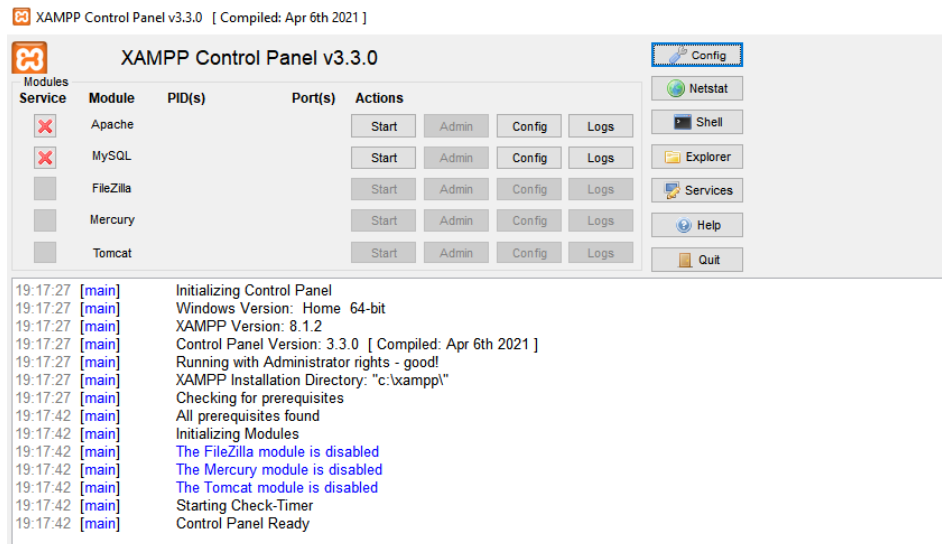 XAMPP Control Panel v3.3.0 [ Compiled: Apr 6th 2021 ]
XAMPP Control Panel v3.3.0
Config
Modules
Service Module PID(s) Port(s) Actions
Netstat
Apache Start Admin Config Logs
Shell
MySQL Start Admin Config Logs
Explorer
FileZilla Start Admin Config Logs
Services
Mercury Start Admin Config Logs
Help
Tomcat Start Admin Config Logs
Quit
19:17:27 [main] Initializing Control Panel
19:17:27 [main] Windows Version: Home 64-bit
19:17:27 [main] XAMPP Version: 8.1.2
19:17:27 [main] Control Panel Version: 3.3.0 [ Compiled: Apr 6th 2021 ]
19:17:27 [main] Running with Administrator rights - good!
19:17:27 [main] XAMPP Installation Directory: "c:\xampp\"
19:17:27 [main] Checking for prerequisites
19:17:42 [main] All prerequisites found
19:17:42 [main] Initializing Modules
19:17:42 [main] The FileZilla module is disabled
19:17:42 [main] The Mercury module is disabled
19:17:42 [main] The Tomcat module is disabled
19:17:42 [main] Starting Check-Timer
19:17:42 [main] Control Panel Ready